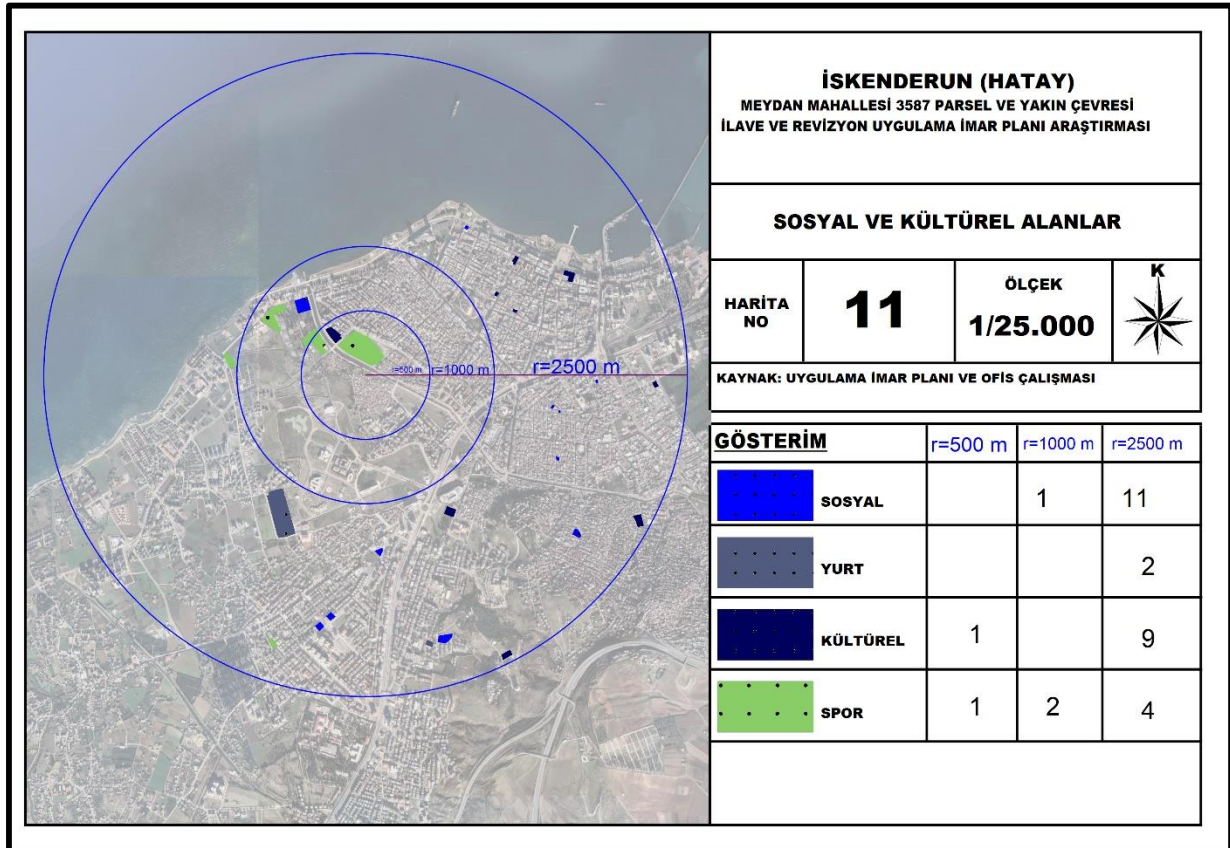 r=500 m
r=1000 m
r=2500 m
İSKENDERUN (HATAY)
MEYDAN MAHALLESİ 3587 PARSEL VE YAKIN ÇEVRESİ
İLAVE VE REVİZYON UYGULAMA İMAR PLANI ARAŞTIRMASI
SOSYAL VE KÜLTÜREL ALANLAR
HARİTA
NO
11
ÖLÇEK
1/25.000
K
KAYNAK: UYGULAMA İMAR PLANI VE OFİS ÇALIŞMASI
GÖSTERİM r=500 m r=1000 m r=2500 m
SOSYAL 1 11
YURT 2
KÜLTÜREL 1 9
SPOR 1 2 4